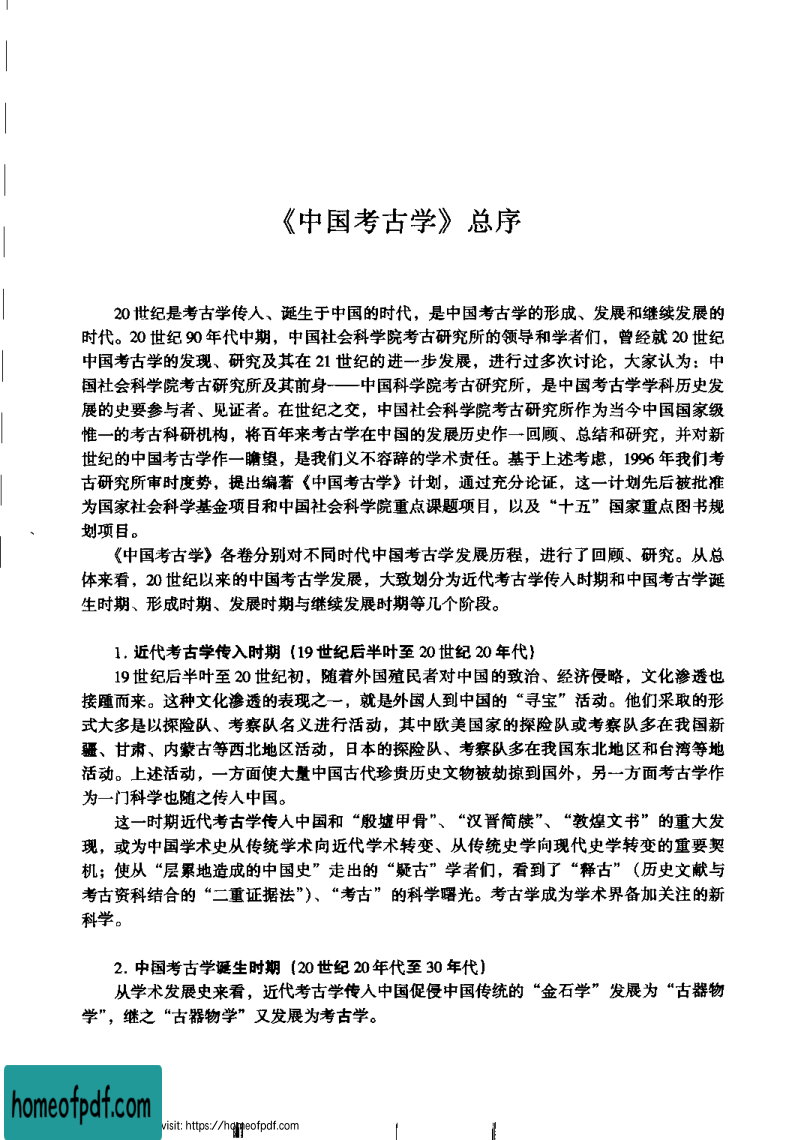 《中国考古学》总序
20世纪是考古学传人、诞生于中国的时代，是中国考古学的形成、发展和继续发展的
时代。20世纪90年代中期，中国社会科学院考古研究所的领导和学者们，曾经就20世纪
中国考古学的发现、研究及其在21世纪的进一步发展，进行过多次讨论，大家认为：中
国社会科学院考古研究所及其前身——中国科学院考古研究所，是中国考古学学科历史发
展的史要参与者、见证者。在世纪之交，中国社会科学院考古研究所作为当今中国国家级
惟一的考古科研机构，将百年来考古学在中国的发展历史作一回顾、总结和研究，并对新
世纪的中国考古学作一瞻望，是我们义不容辞的学术责任。基于上述考虑，1996年我们考
古研究所审时度势，提出编著《中国考古学》计划，通过充分论证，这一计划先后被批准
为国家社会科学基金项目和中国社会科学院重点课题项目，以及“十五”国家重点图书规
划项目。
《中国考古学》各卷分别对不同时代中国考古学发展历程，进行了回顾、研究。从总
体来看，20世纪以来的中国考古学发展，大致划分为近代考古学传人时期和中国考古学诞
生时期、形成时期、发展时期与继续发展时期等几个阶段。
1. 近代考古学传入时期（19世纪后半叶至20世纪20年代）
19世纪后半叶至20世纪初，随着外国殖民者对中国的致治、经济侵略，文化渗透也
接踵而来。这种文化渗透的表现之一，就是外国人到中国的“寻宝”活动。他们采取的形
式大多是以探险队、考察队名义进行活动，其中欧美国家的探险队或考察队多在我国新
疆、甘肃、内蒙古等西北地区活动，日本的探险队、考察队多在我国东北地区和台湾等地
活动。上述活动，一方面使大量中国古代珍贵历史文物被劫掠到国外，另一方面考古学作
为一门科学也随之传人中国。
这一时期近代考古学传人中国和“殷墟甲骨”、“汉晋简牍”、“敦煌文书”的重大发
现，或为中国学术史从传统学术向近代学术转变、从传统史学向现代史学转变的重要契
机；使从“层累地造成的中国史”走出的“疑古”学者们，看到了“释古”（历史文献与
考古资科结合的“二重证据法”）、“考古”的科学曙光。考古学成为学术界备加关注的新
科学。
2. 中国考古学诞生时期（20世纪20年代至30年代）
从学术发展史来看，近代考古学传人中国促侵中国传统的“金石学”发展为“古器物
学”，继之“古器物学”又发展为考古学。
homeofpdf.com
visit: https://homeofpdf.com